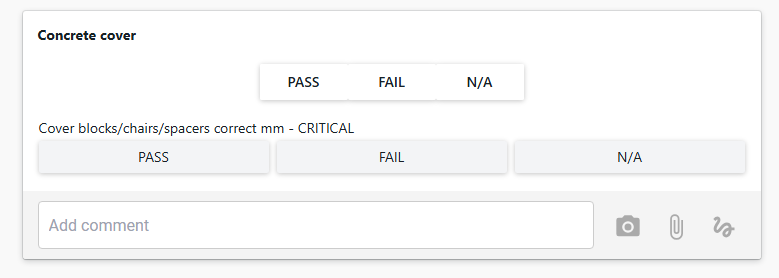 Concrete cover
PASS FAIL N/A
Cover blocks/chairs/spacers correct mm - CRITICAL
PASS FAIL N/A
Add comment